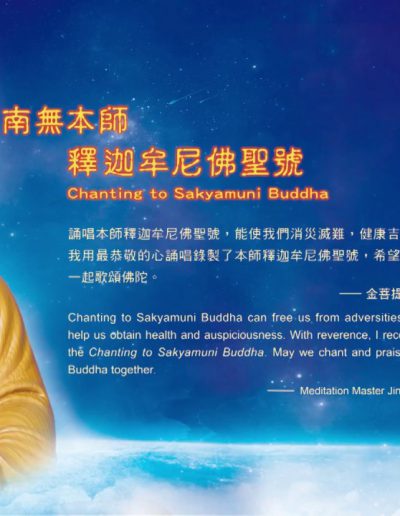 南無本師
釋迦牟尼佛聖號
Chanting to Sakyamuni Buddha
誦唱本師釋迦牟尼佛聖號，能使我們消災滅難，健康吉
我用最恭敬的心誦唱錄製了本師釋迦牟尼佛聖號，希望
一起歌頌佛陀。
—— 金菩提
Chanting to Sakyamuni Buddha can free us from adversities
help us obtain health and auspiciousness. With reverence, I reco
the Chanting to Sakyamuni Buddha. May we chant and prais
Buddha together.
—— Meditation Master Jin